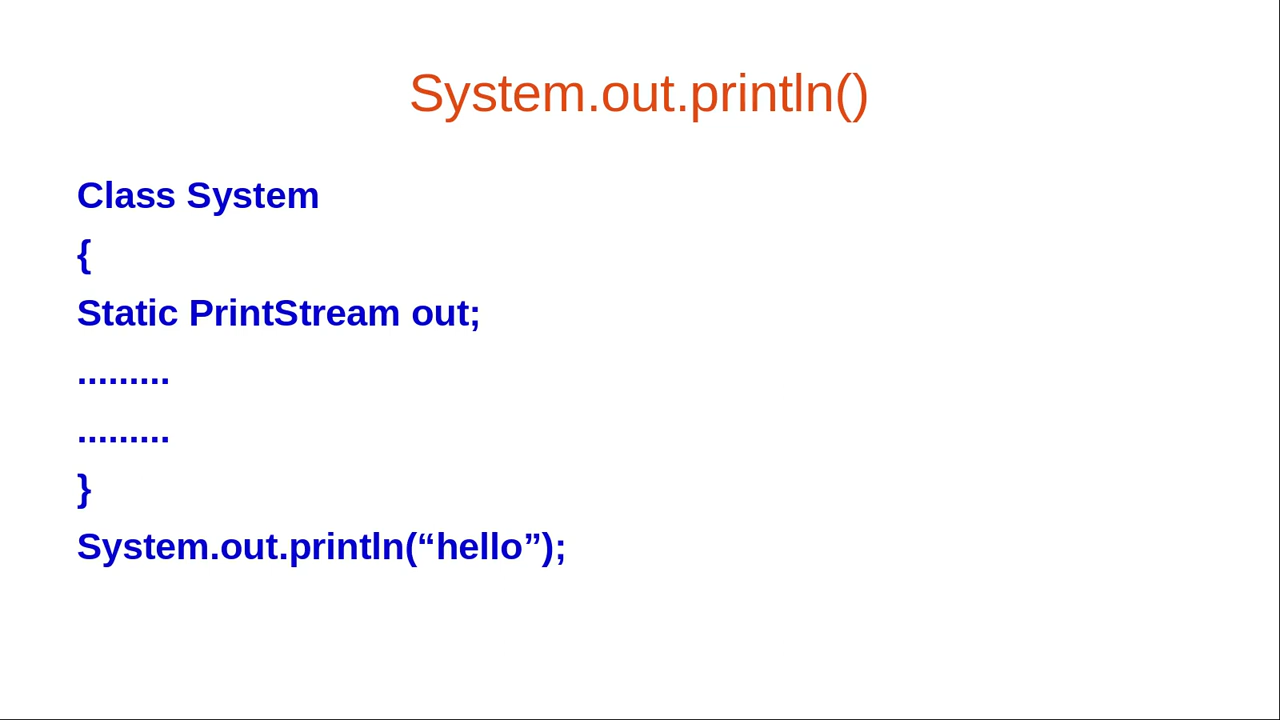 System.out.println()
Class System
{
Static PrintStream out;
.........
.........
}
System.out.println(“hello”);